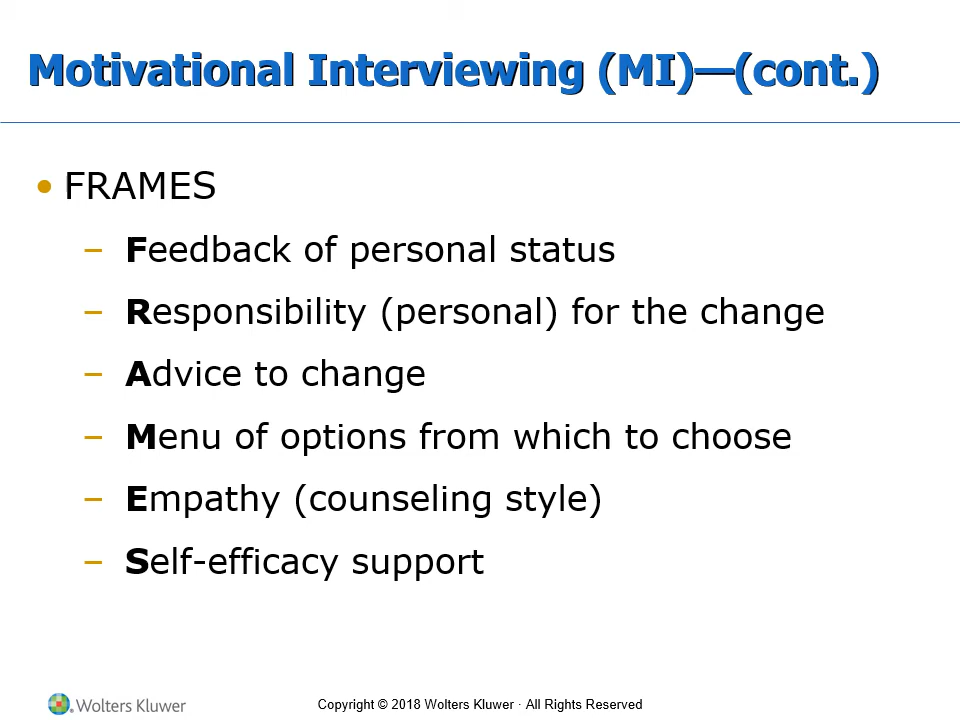 Motivational Interviewing (MI)—(cont.)
• FRAMES
– Feedback of personal status
– Responsibility (personal) for the change
– Advice to change
– Menu of options from which to choose
– Empathy (counseling style)
– Self-efficacy support
Wolters Kluwer
Copyright © 2018 Wolters Kluwer · All Rights Reserved